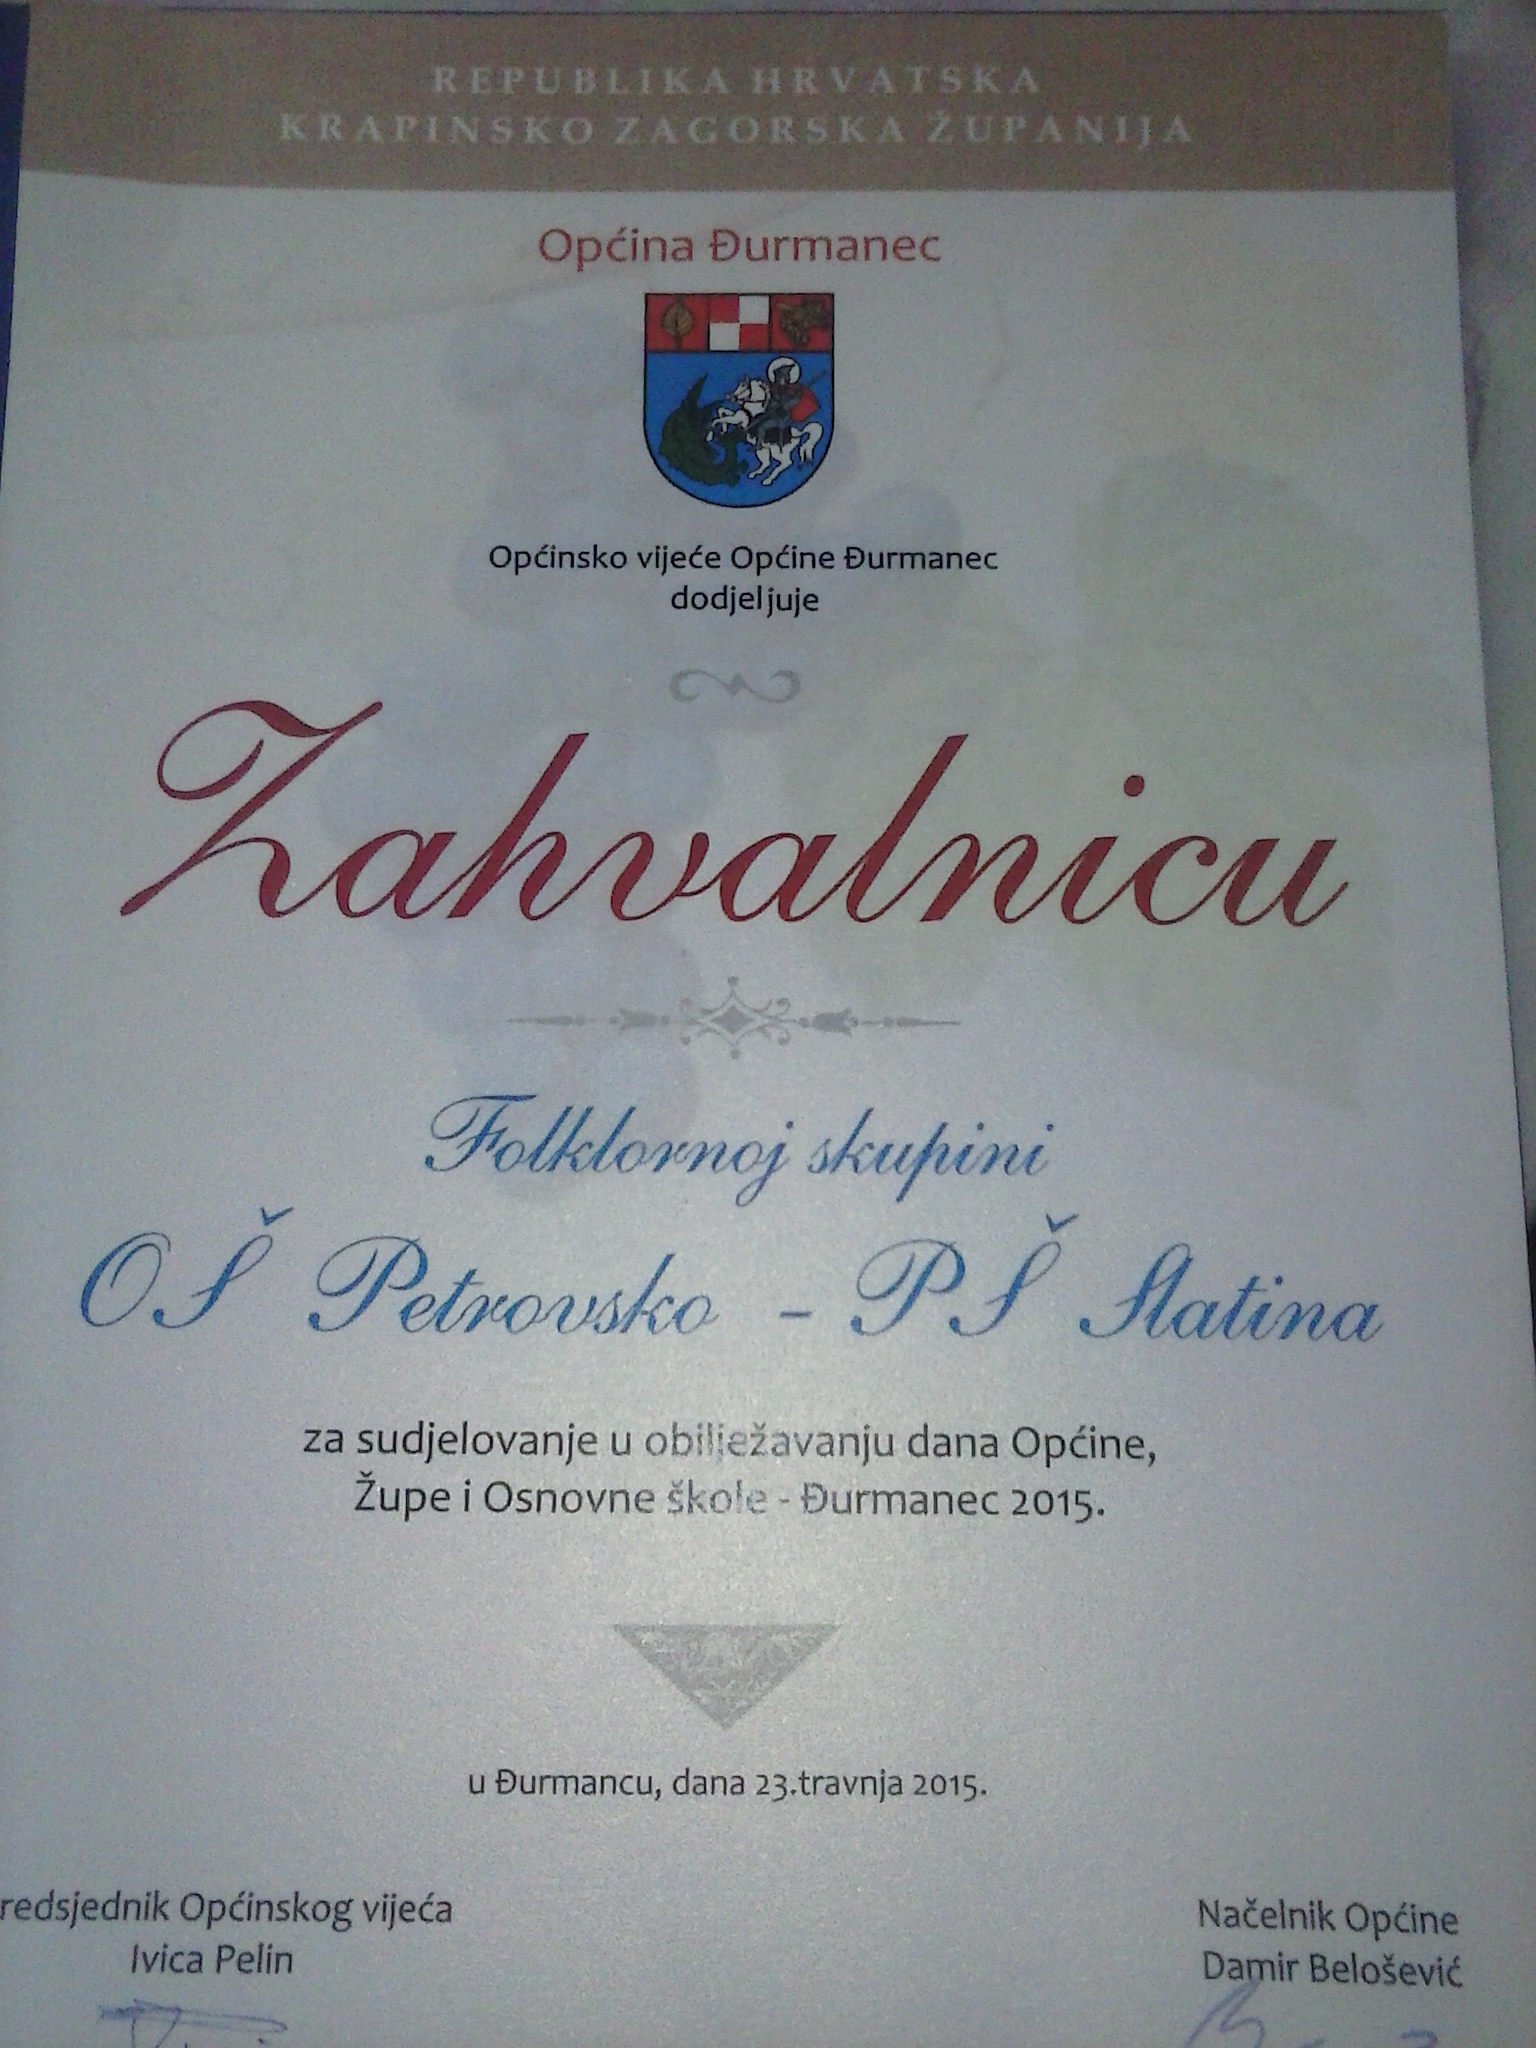 REPUBLIKA HRVATSKA
KRAPINSKO ZAGORSKA ŽUPANIJA
Općina Đurmanec
Općinsko vijeće Općine Đurmanec
dodjeljuje
Zahvalnicu
Folklornoj skupini
OŠ Petrovsko - PŠ Slatina
za sudjelovanje u obilježavanju dana Općine,
Župe i Osnovne škole - Đurmanec 2015.
u Đurmancu, dana 23.travnja 2015.
redsjednik Općinskog vijeća
Ivica Pelin
Načelnik Općine
Damir Belošević